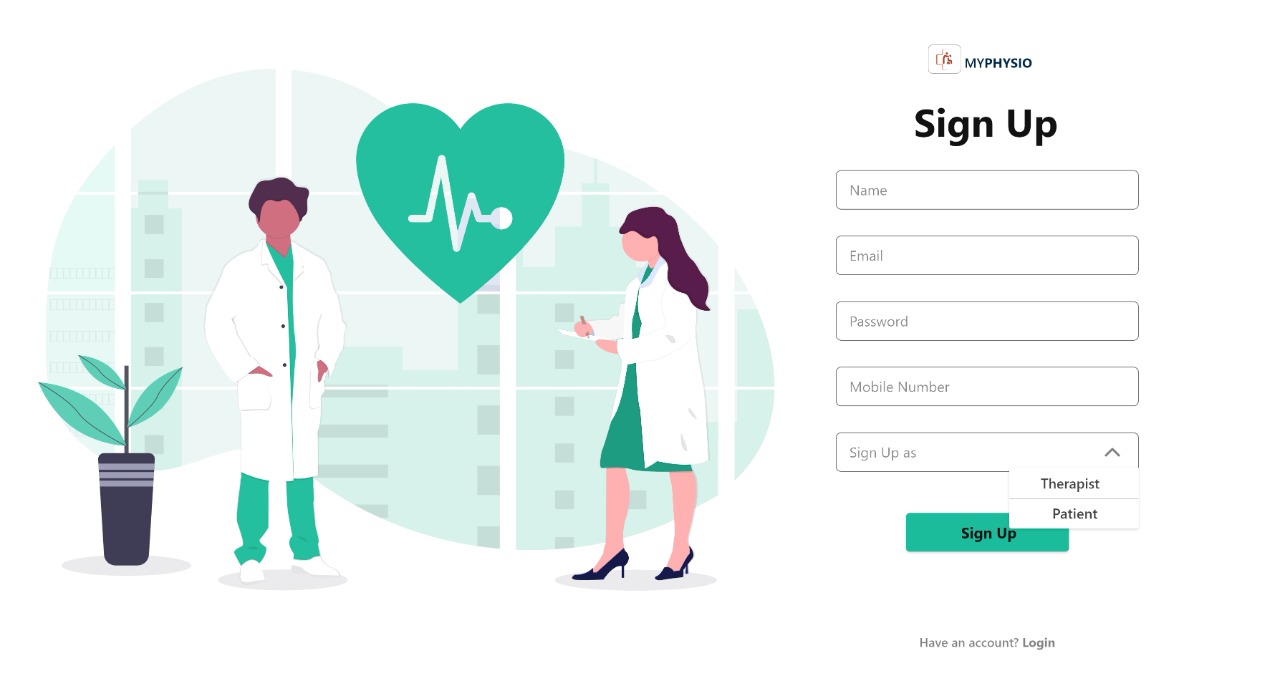 MYPHYSIO
Sign Up
Name
Email
Password
Mobile Number
Sign Up as
Therapist
Patient
Sign Up
Have an account? Login